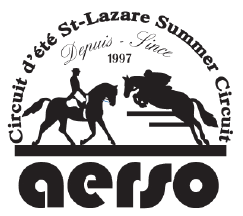 Circuit d'été St-Lazare Summer Circuit
Depuis - Since
1997
aerso